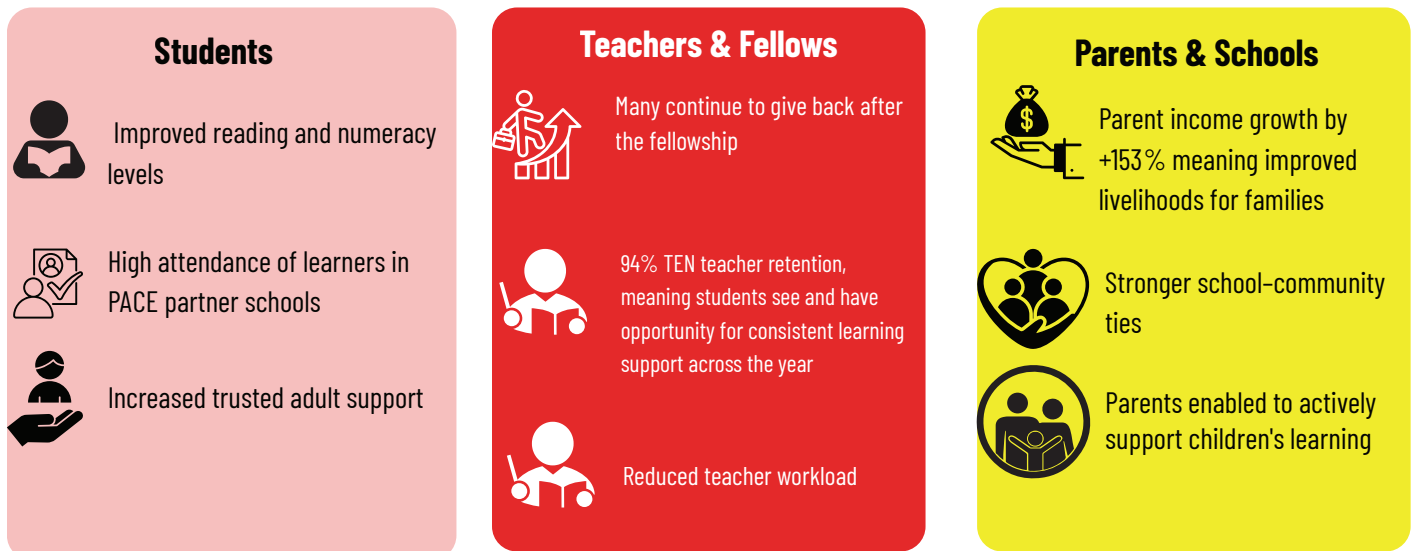 Students
Improved reading and numeracy
levels
High attendance of learners in
PACE partner schools
Increased trusted adult support
Teachers & Fellows
Many continue to give back after
the fellowship
94% TEN teacher retention,
meaning students see and have
opportunity for consistent learning
support across the year
Reduced teacher workload
Parents & Schools
$
Parent income growth by
+153% meaning improved
livelihoods for families
Stronger school–community
ties
Parents enabled to actively
support children's learning